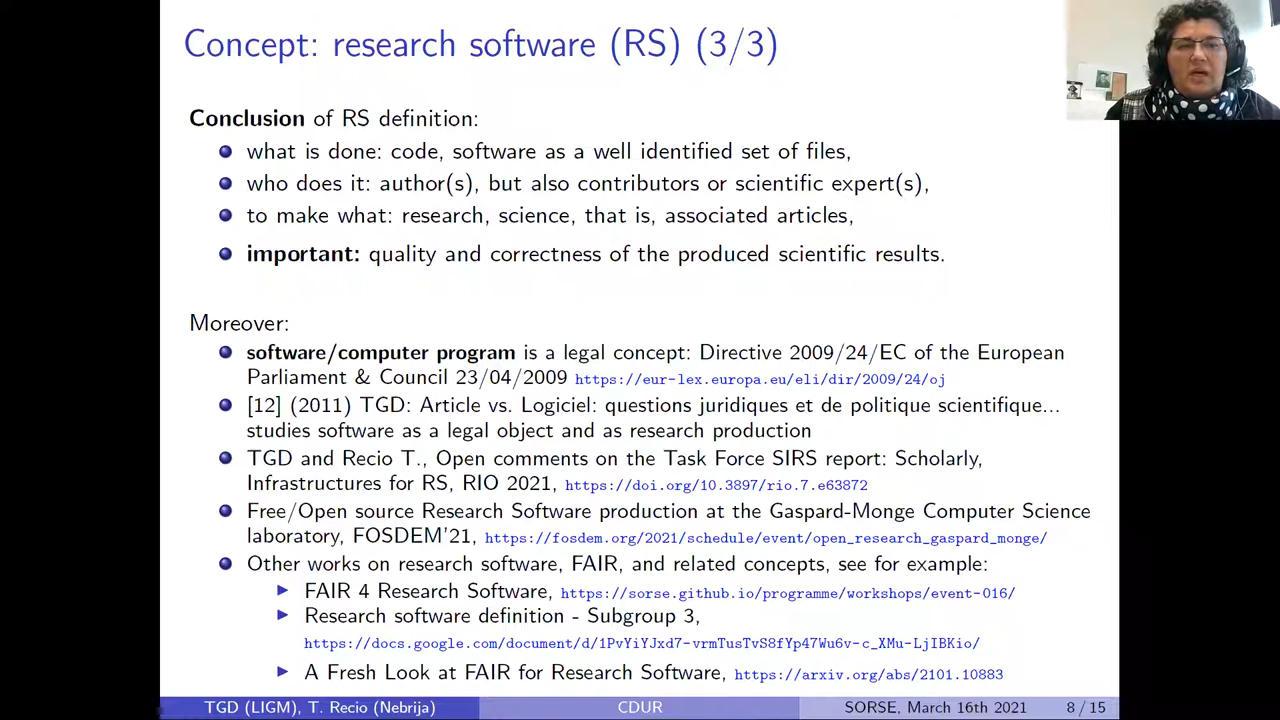 Concept: research software (RS) (3/3)
Conclusion of RS definition:
what is done: code, software as a well identified set of files,
who does it: author(s), but also contributors or scientific expert(s),
to make what: research, science, that is, associated articles,
important: quality and correctness of the produced scientific results.
Moreover:
software/computer program is a legal concept: Directive 2009/24/EC of the European
Parliament & Council 23/04/2009 https://eur-lex.europa.eu/eli/dir/2009/24/oj
[12] (2011) TGD: Article vs. Logiciel: questions juridiques et de politique scientifique...
studies software as a legal object and as research production
TGD and Recio T., Open comments on the Task Force SIRS report: Scholarly,
Infrastructures for RS, RIO 2021, https://doi.org/10.3897/rio.7.e63872
Free/Open source Research Software production at the Gaspard-Monge Computer Science
laboratory, FOSDEM'21, https://fosdem.org/2021/schedule/event/open_research_gaspard_monge/
Other works on research software, FAIR, and related concepts, see for example:
FAIR 4 Research Software, https://sorse.github.io/programme/workshops/event-016/
Research software definition - Subgroup 3,
https://docs.google.com/document/d/1PvYiYJxd7-vrmTusTvS8fYp47Wu6v-c_XMu-LjIBKio/
A Fresh Look at FAIR for Research Software, https://arxiv.org/abs/2101.10883
TGD (LIGM), T. Recio (Nebrija) CDUR SORSE, March 16th 2021 8 / 15